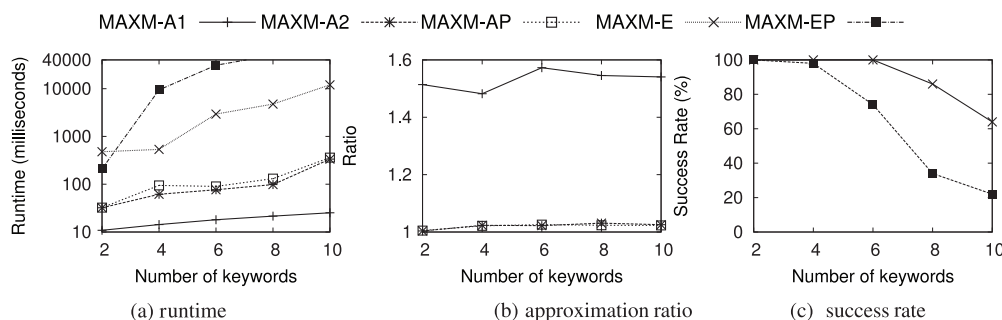 MAXM-A1 MAXM-A2 MAXM-AP MAXM-E MAXM-EP
Runtime (milliseconds)
40000
10000
1000
100
10
2 4 6 8 10
Number of keywords
(a) runtime
Ratio
1.6
1.4
1.2
1
2 4 6 8 10
Number of keywords
(b) approximation ratio
Success Rate (%)
100
80
60
40
20
0
2 4 6 8 10
Number of keywords
(c) success rate